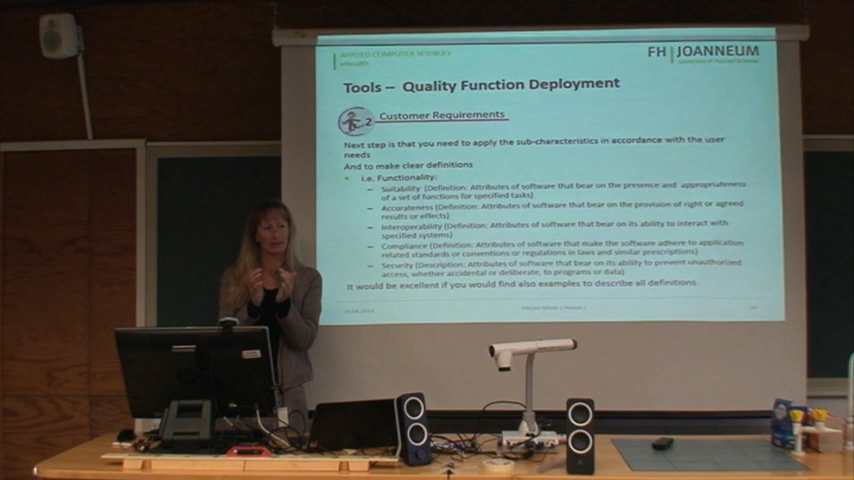 APPLIED COMPUTER SCIENCES
eHealth
FH JOANNEUM
University of Applied Sciences
Tools – Quality Function Deployment
2 Customer Requirements
Next step is that you need to apply the sub-characteristics in accordance with the user
needs
And to make clear definitions
• i.e. Functionality:
– Suitability (Definition: Attributes of software that bear on the presence and appropriateness
of a set of functions for specified tasks)
– Accurateness (Definition: Attributes of software that bear on the provision of right or agreed
results or effects)
– Interoperability (Definition: Attributes of software that bear on its ability to interact with
specified systems)
– Compliance (Definition: Attributes of software that make the software adhere to application
related standards or conventions or regulations in laws and similar prescriptions)
– Security (Description: Attributes of software that bear on its ability to prevent unauthorized
access, whether accidental or deliberate, to programs or data)
It would be excellent if you would find also examples to describe all definitions